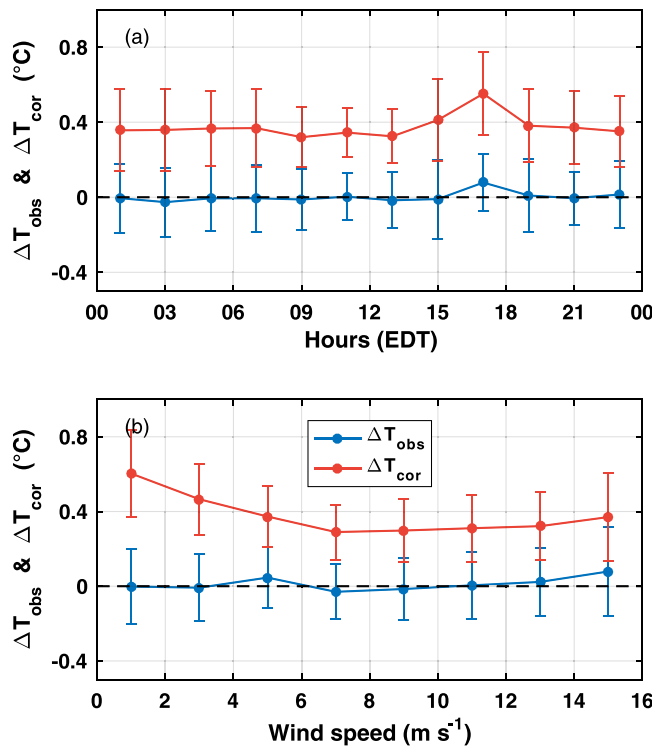 (a)
ΔT_obs & ΔT_cor (°C)
0.8
0.4
0
-0.4
00 03 06 09 12 15 18 21 00
Hours (EDT)
(b)
ΔT_obs
ΔT_cor
ΔT_obs & ΔT_cor (°C)
0.8
0.4
0
-0.4
0 2 4 6 8 10 12 14 16
Wind speed (m s⁻¹)